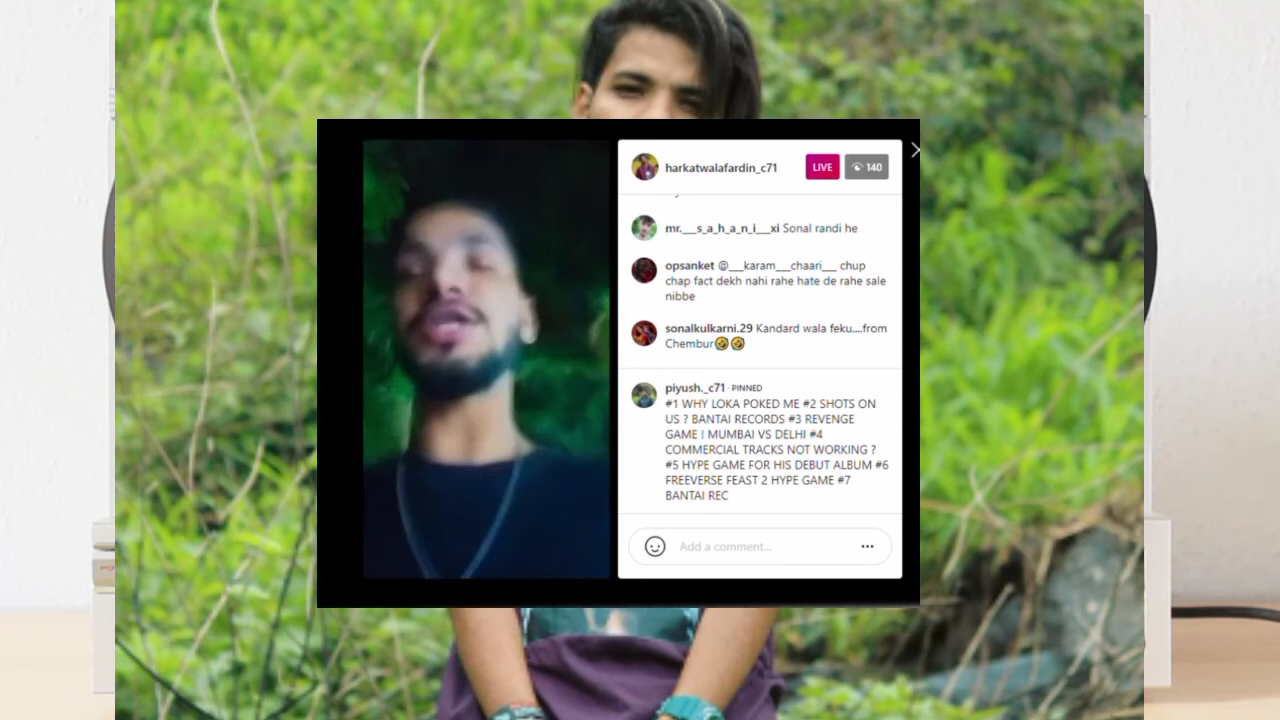 harkatwalafardin_c71 LIVE 140
mr.___s_a_h_a_n_i___xi Sonal randi he
opsanket @___karam___chaari___ chup
chap fact dekh nahi rahe hate de rahe sale
nibbe
sonalkulkarni.29 Kandard wala feku....from
Chembur🤣🤣
piyush._c71 · PINNED
#1 WHY LOKA POKED ME #2 SHOTS ON
US ? BANTAI RECORDS #3 REVENGE
GAME | MUMBAI VS DELHI #4
COMMERCIAL TRACKS NOT WORKING ?
#5 HYPE GAME FOR HIS DEBUT ALBUM #6
FREEVERSE FEAST 2 HYPE GAME #7
BANTAI REC
Add a comment...